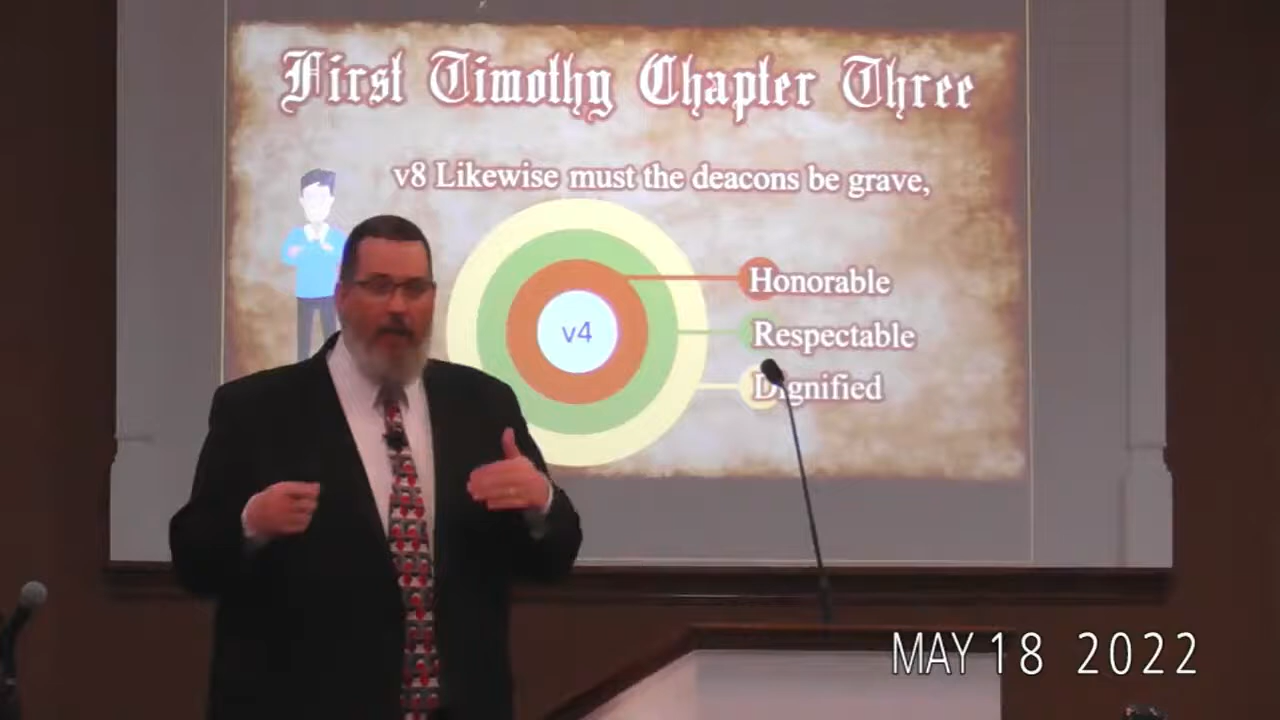 First Timothy Chapter Three
v8 Likewise must the deacons be grave,
v4
Honorable
Respectable
Dignified
MAY 18 2022